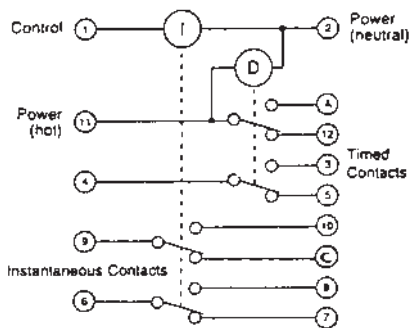 Control
1
I
2
Power
(neutral)
D
Power
(hot)
11
A
12
3
Timed
Contacts
4
5
10
9
C
Instantaneous Contacts
B
6
7